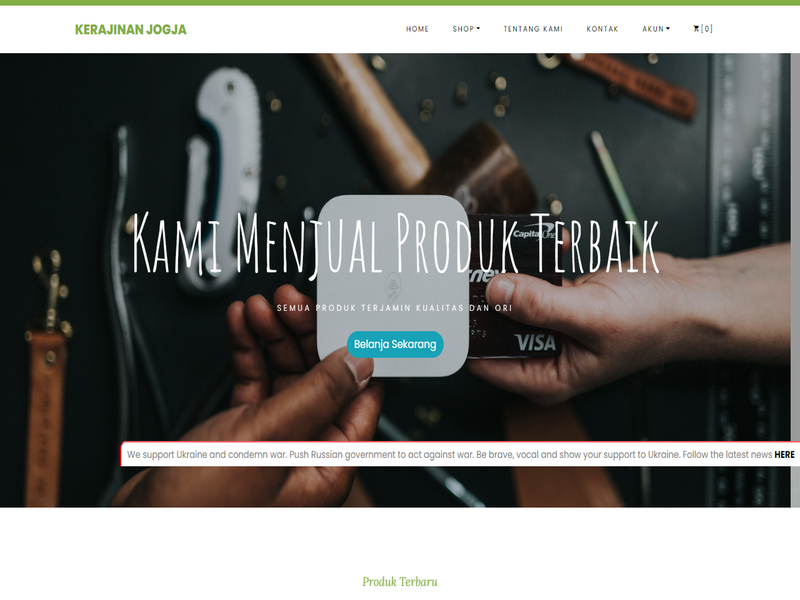 KERAJINAN JOGJA
HOME SHOP TENTANG KAMI KONTAK AKUN [0]
Kami Menjual Produk Terbaik
Capital One
SEMUA PRODUK TERJAMIN KUALITAS DAN ORI
Belanja Sekarang
VISA
We support Ukraine and condemn war. Push Russian government to act against war. Be brave, vocal and show your support to Ukraine. Follow the latest news HERE
Produk Terbaru